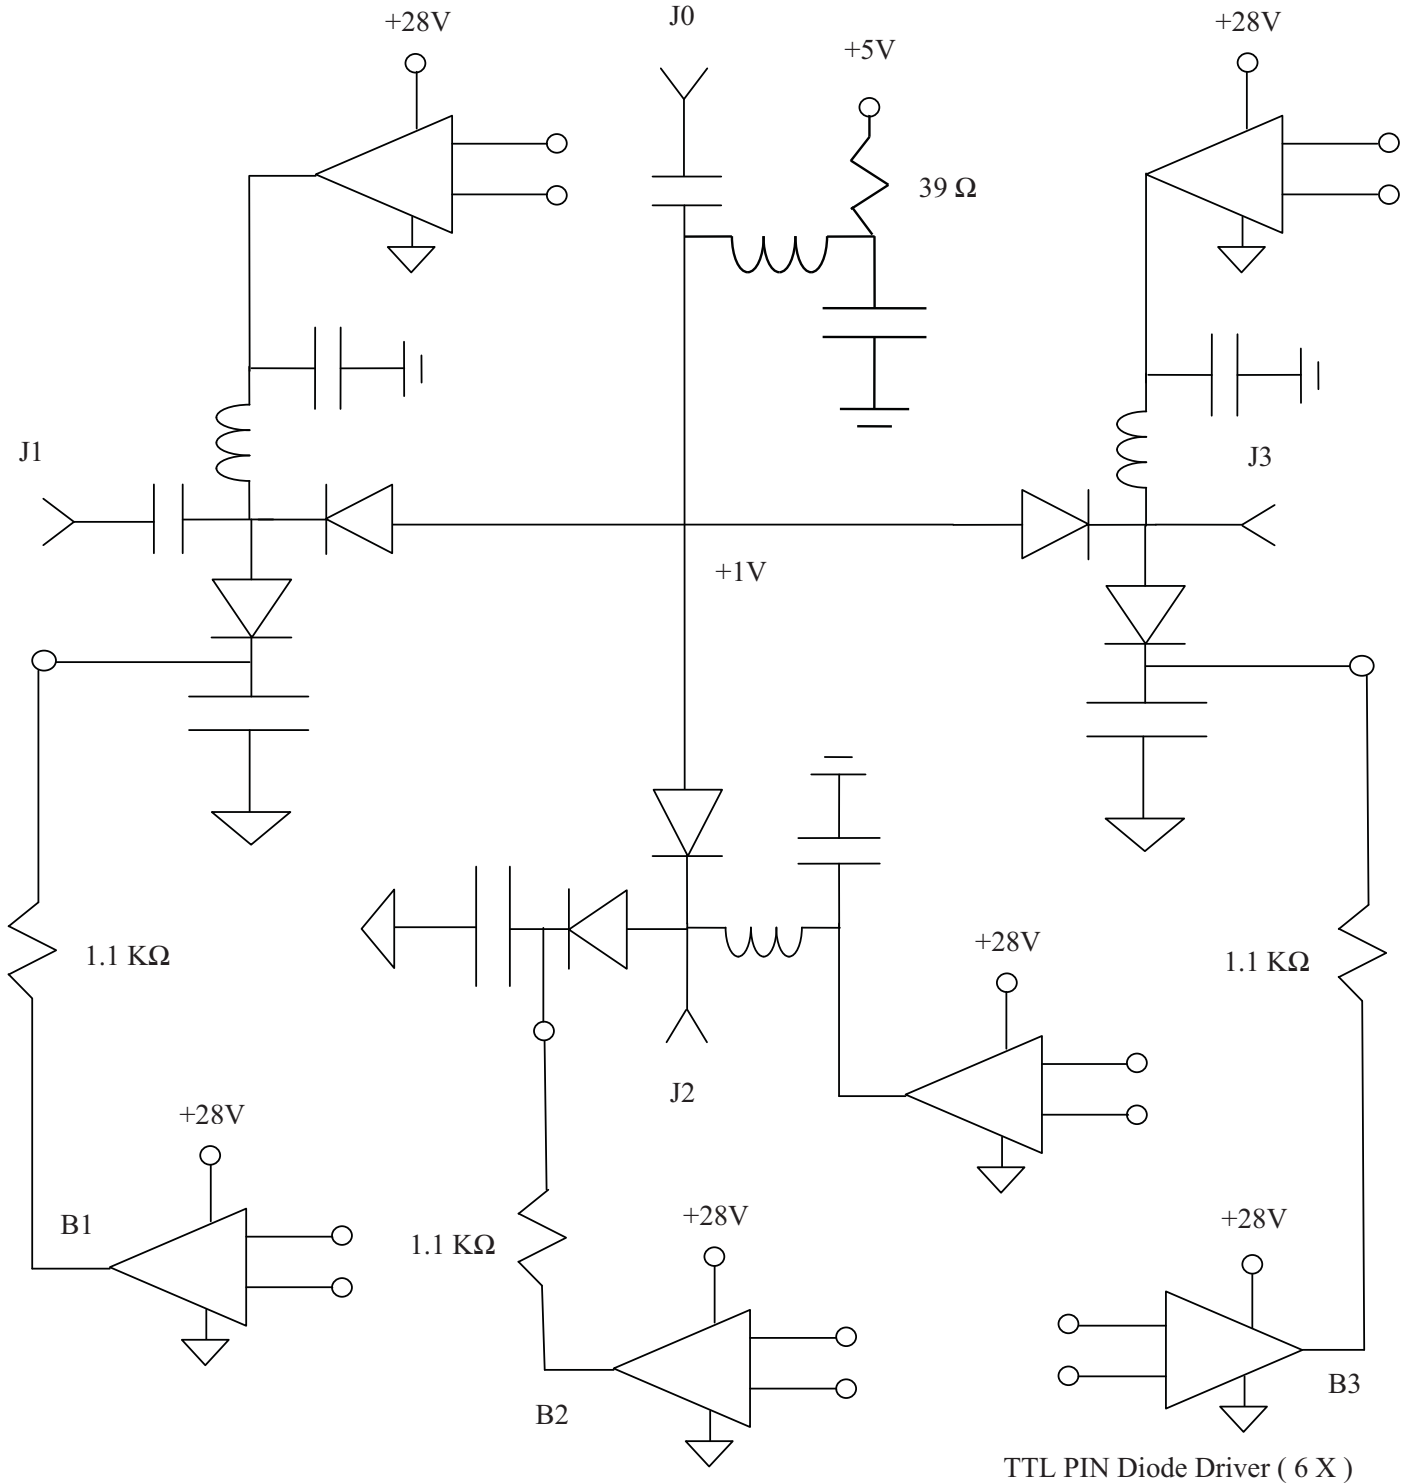 +28V
J0
+5V
+28V
39 Ω
J1
J3
+1V
1.1 KΩ
+28V
1.1 KΩ
J2
+28V
B1
1.1 KΩ
+28V
+28V
B2
B3
TTL PIN Diode Driver ( 6 X )